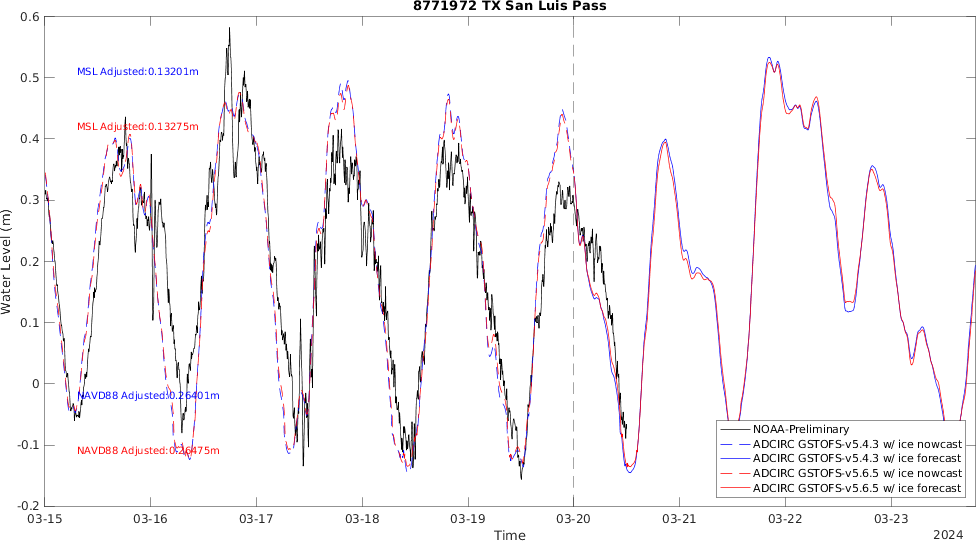 8771972 TX San Luis Pass
0.6
0.5
0.4
0.3
0.2
0.1
0
-0.1
-0.2
Water Level (m)
MSL Adjusted:0.13201m
MSL Adjusted:0.13275m
NAVD88 Adjusted:0.26401m
NAVD88 Adjusted:0.26475m
NOAA-Preliminary
ADCIRC GSTOFS-v5.4.3 w/ ice nowcast
ADCIRC GSTOFS-v5.4.3 w/ ice forecast
ADCIRC GSTOFS-v5.6.5 w/ ice nowcast
ADCIRC GSTOFS-v5.6.5 w/ ice forecast
03-15 03-16 03-17 03-18 03-19 03-20 03-21 03-22 03-23
Time
2024